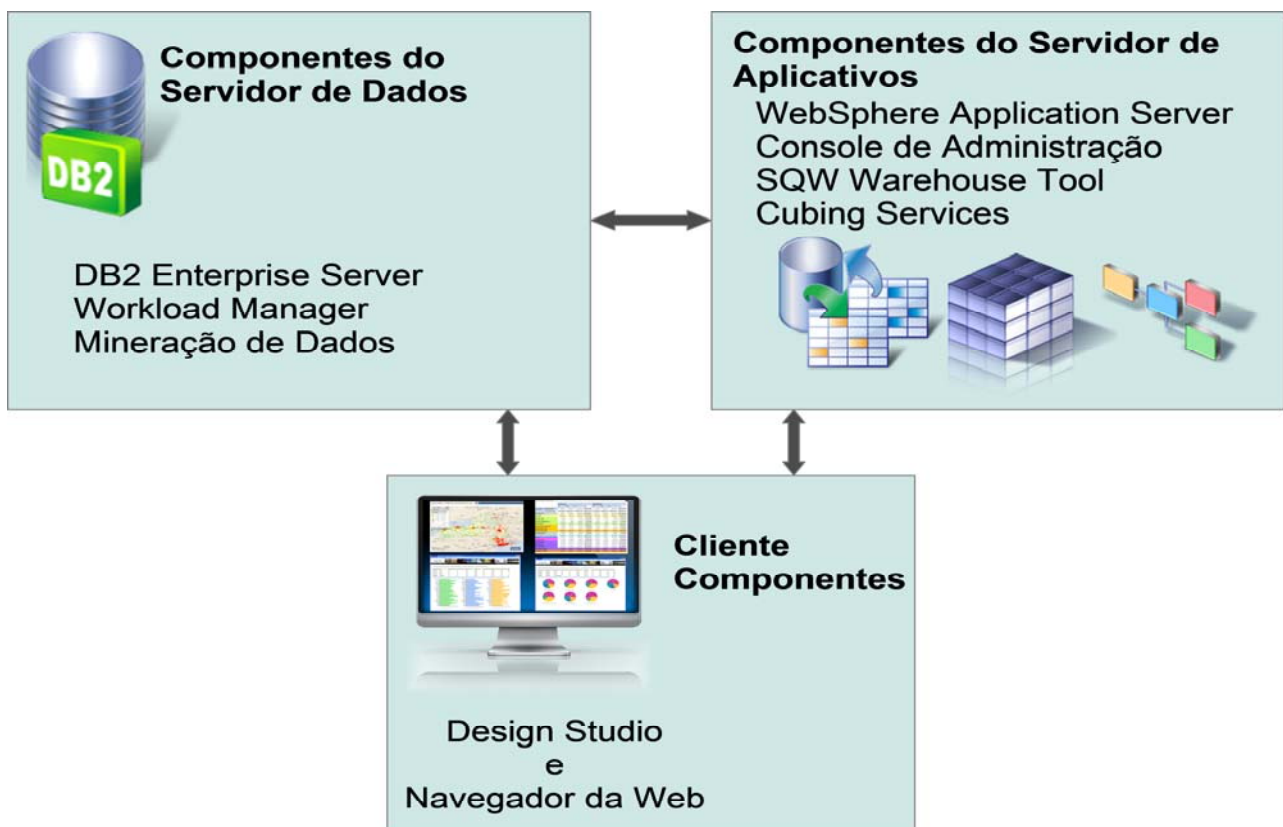 Componentes do
Servidor de Dados
DB2
DB2 Enterprise Server
Workload Manager
Mineração de Dados
Componentes do Servidor de
Aplicativos
WebSphere Application Server
Console de Administração
SQW Warehouse Tool
Cubing Services
Cliente
Componentes
Design Studio
e
Navegador da Web